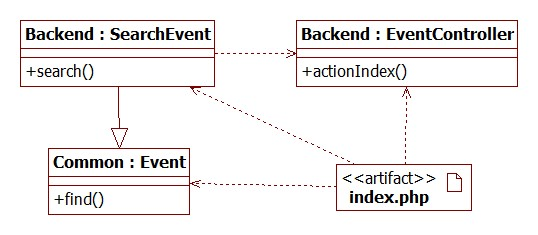 Backend : SearchEvent
+search()
Backend : EventController
+actionIndex()
Common : Event
+find()
<<artifact>>
index.php